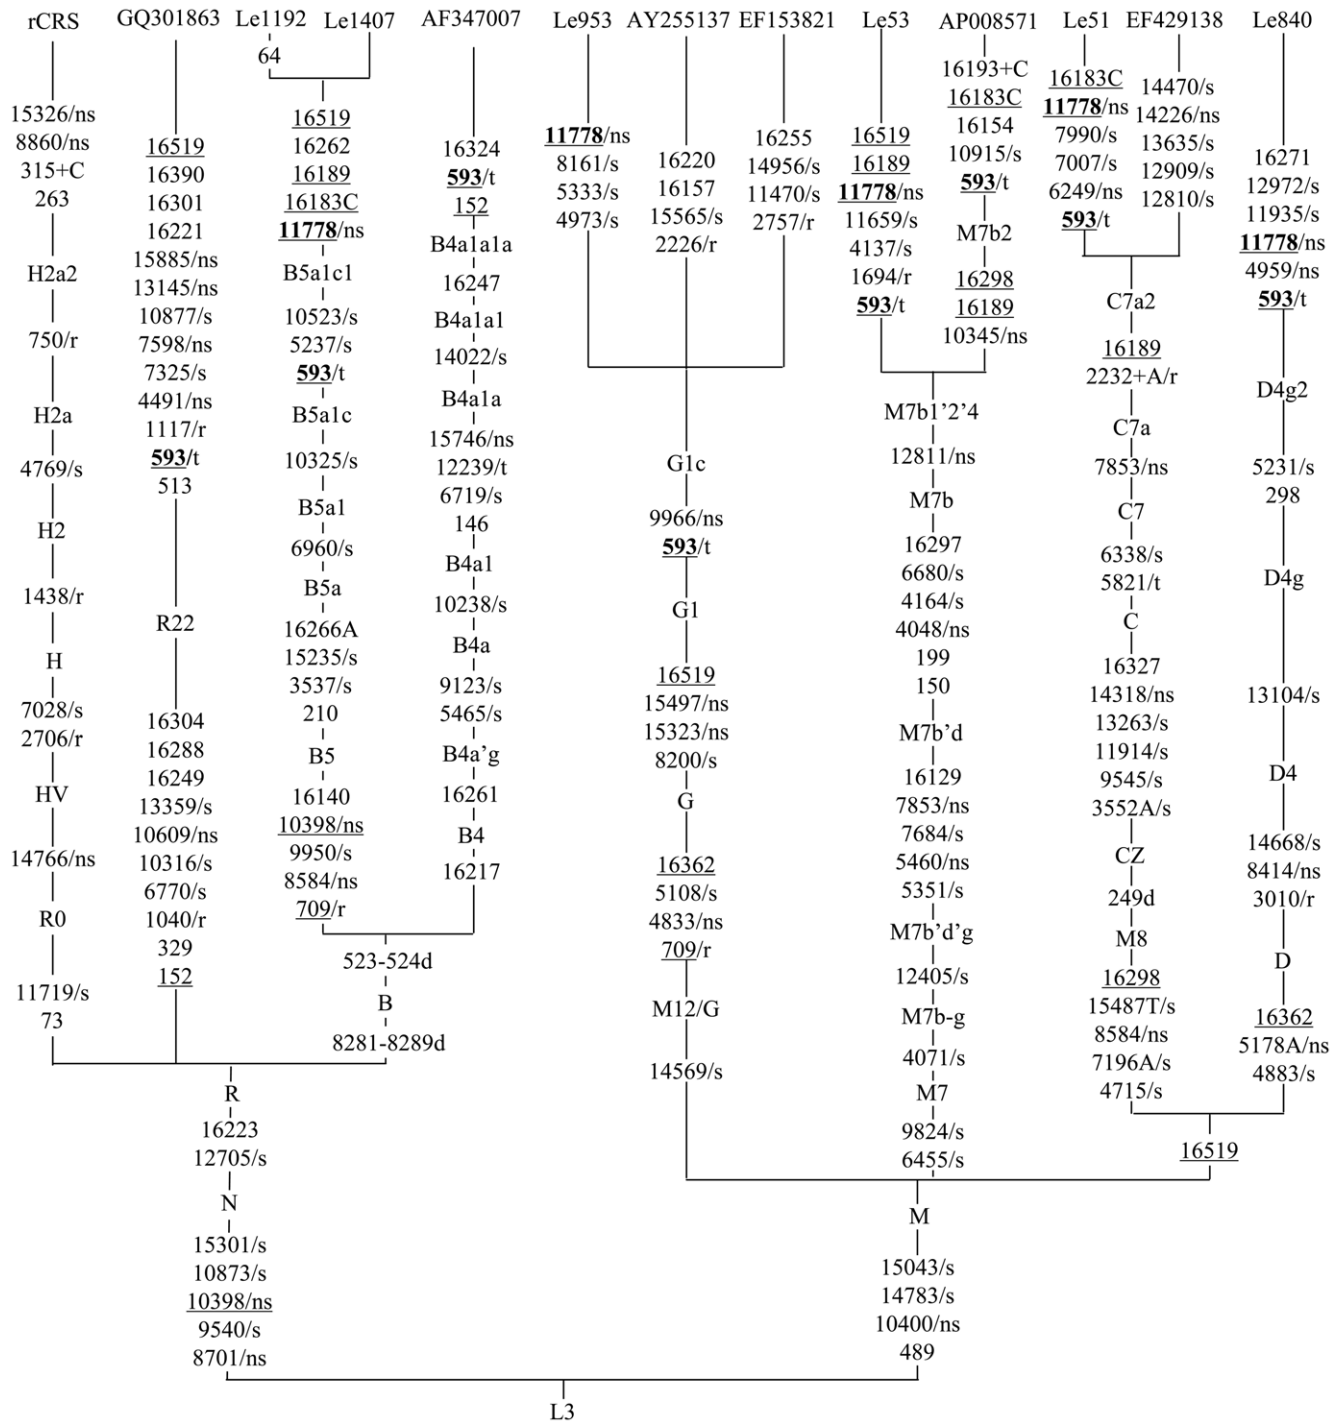 rCRS GQ301863 Le1192 Le1407 AF347007 Le953 AY255137 EF153821 Le53 AP008571 Le51 EF429138 Le840
15326/ns
8860/ns
315+C
263
H2a2
750/r
H2a
4769/s
H2
1438/r
H
7028/s
2706/r
HV
14766/ns
R0
11719/s
73
16519
16390
16301
16221
15885/ns
13145/ns
10877/s
7598/ns
7325/s
4491/ns
1117/r
593/t
513
R22
16304
16288
16249
13359/s
10609/ns
10316/s
6770/s
1040/r
329
152
64
16519
16262
16189
16183C
11778/ns
B5a1c1
10523/s
5237/s
593/t
B5a1c
10325/s
B5a1
6960/s
B5a
16266A
15235/s
3537/s
210
B5
16140
10398/ns
9950/s
8584/ns
709/r
16324
593/t
152
B4a1a1a
16247
B4a1a1
14022/s
B4a1a
15746/ns
12239/t
6719/s
146
B4a1
10238/s
B4a
9123/s
5465/s
B4a’g
16261
B4
16217
523-524d
B
8281-8289d
R
16223
12705/s
N
15301/s
10873/s
10398/ns
9540/s
8701/ns
11778/ns
8161/s
5333/s
4973/s
16220
16157
15565/s
2226/r
16255
14956/s
11470/s
2757/r
G1c
9966/ns
593/t
G1
16519
15497/ns
15323/ns
8200/s
G
16362
5108/s
4833/ns
709/r
M12/G
14569/s
16519
16189
11778/ns
11659/s
4137/s
1694/r
593/t
16193+C
16183C
16154
10915/s
593/t
M7b2
16298
16189
10345/ns
M7b1’2’4
12811/ns
M7b
16297
6680/s
4164/s
4048/ns
199
150
M7b’d
16129
7853/ns
7684/s
5460/ns
5351/s
M7b’d’g
12405/s
M7b-g
4071/s
M7
9824/s
6455/s
16183C
11778/ns
7990/s
7007/s
6249/ns
593/t
14470/s
14226/ns
13635/s
12909/s
12810/s
C7a2
16189
2232+A/r
C7a
7853/ns
C7
6338/s
5821/t
C
16327
14318/ns
13263/s
11914/s
9545/s
3552A/s
CZ
249d
M8
16298
15487T/s
8584/ns
7196A/s
4715/s
16271
12972/s
11935/s
11778/ns
4959/ns
593/t
D4g2
5231/s
298
D4g
13104/s
D4
14668/s
8414/ns
3010/r
D
16362
5178A/ns
4883/s
16519
M
15043/s
14783/s
10400/ns
489
L3